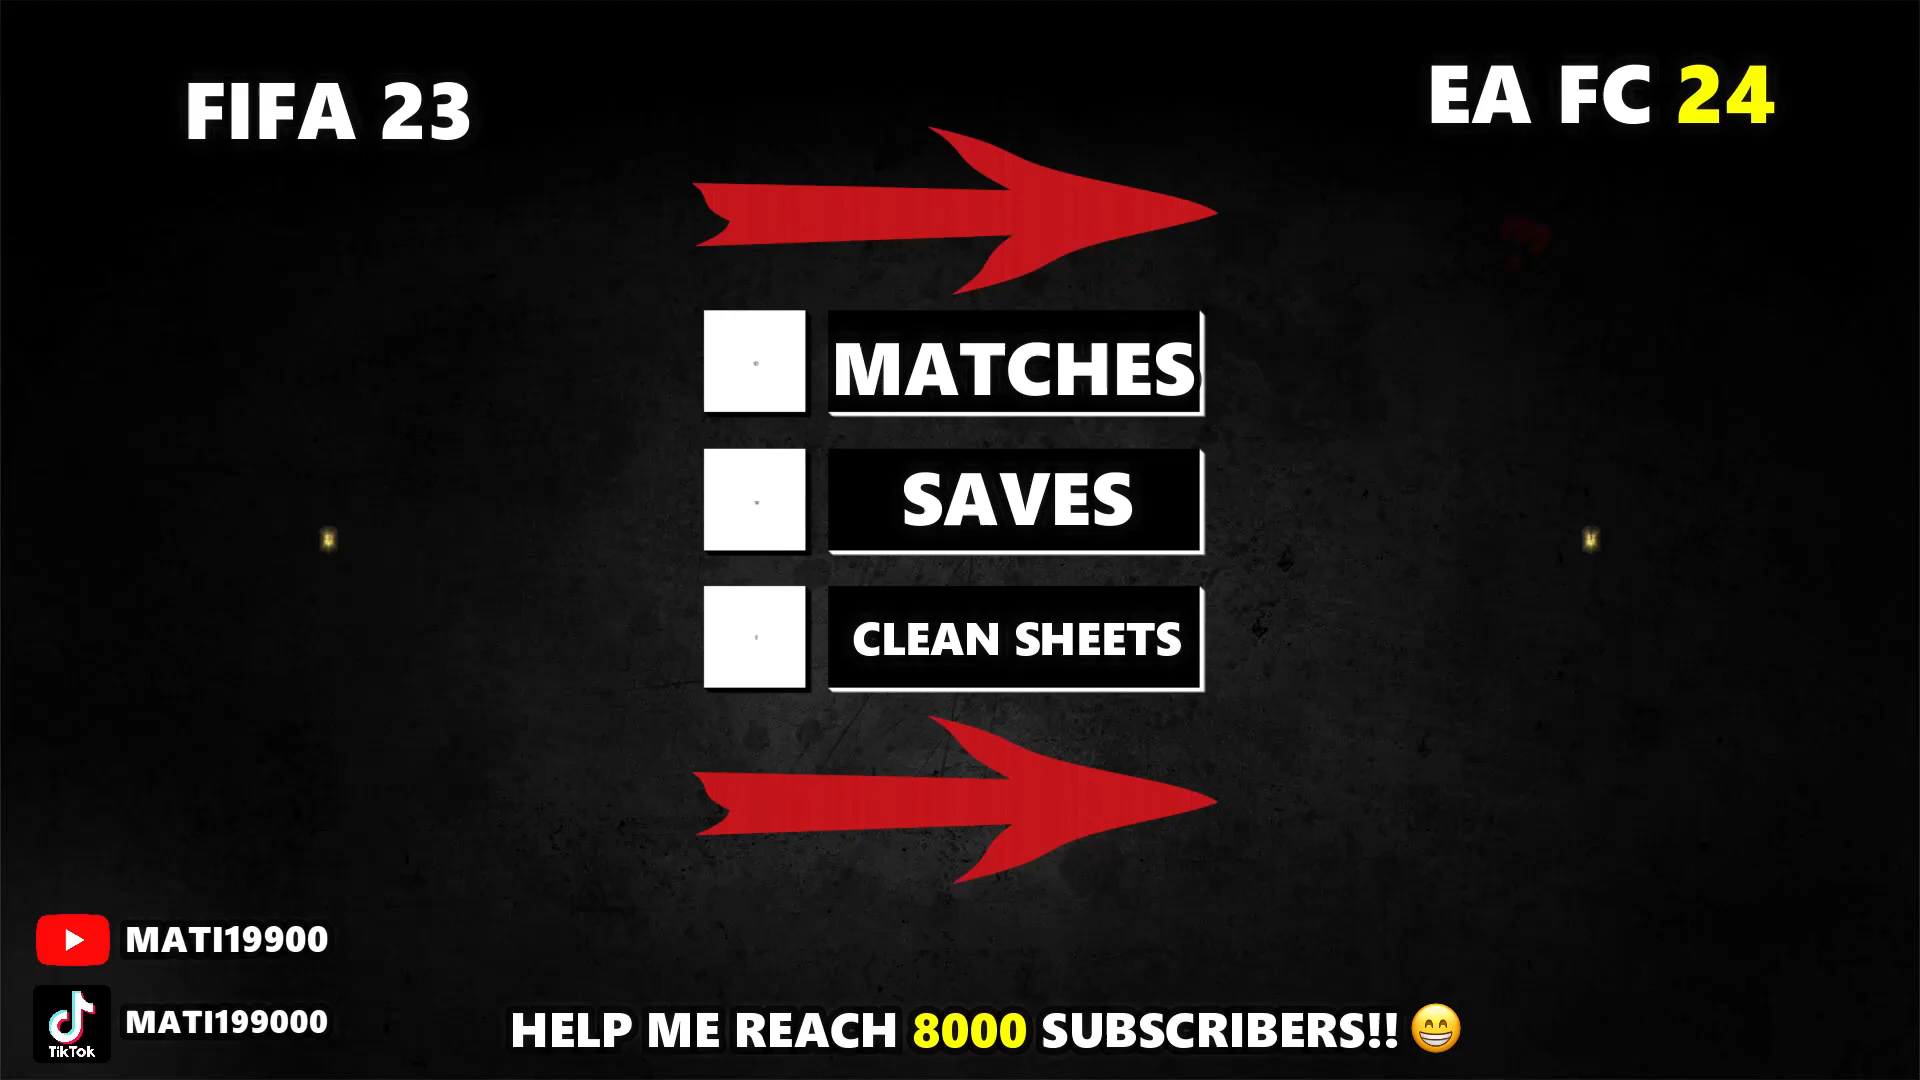 FIFA 23
EA FC 24
MATCHES
SAVES
CLEAN SHEETS
MATI19900
TikTok
MATI199000
HELP ME REACH 8000 SUBSCRIBERS!! 😁